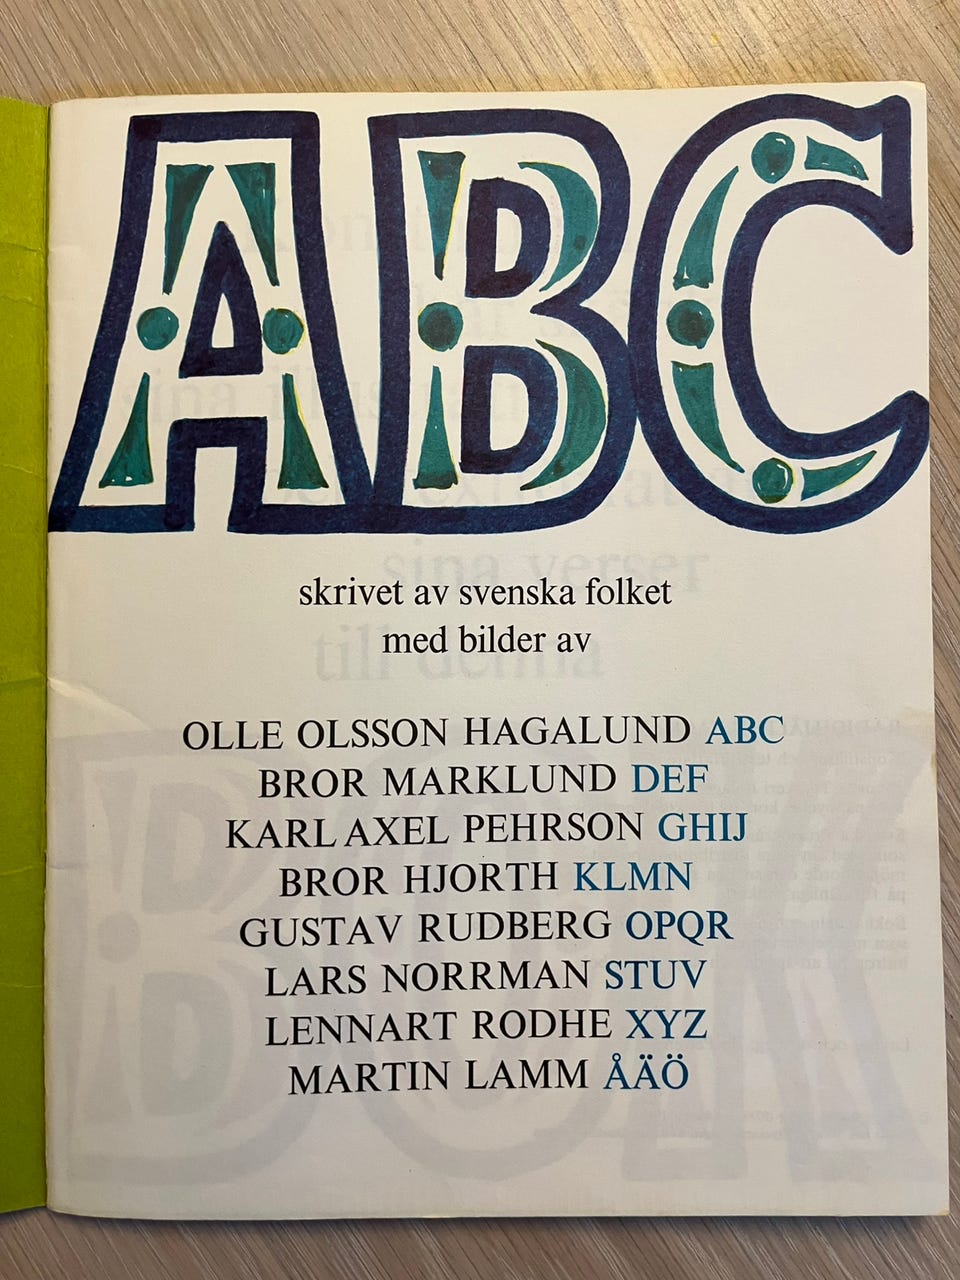 ABC
skrivet av svenska folket
med bilder av
OLLE OLSSON HAGALUND ABC
BROR MARKLUND DEF
KARL AXEL PEHRSON GHIJ
BROR HJORTH KLMN
GUSTAV RUDBERG OPQR
LARS NORRMAN STUV
LENNART RODHE XYZ
MARTIN LAMM ÅÄÖ